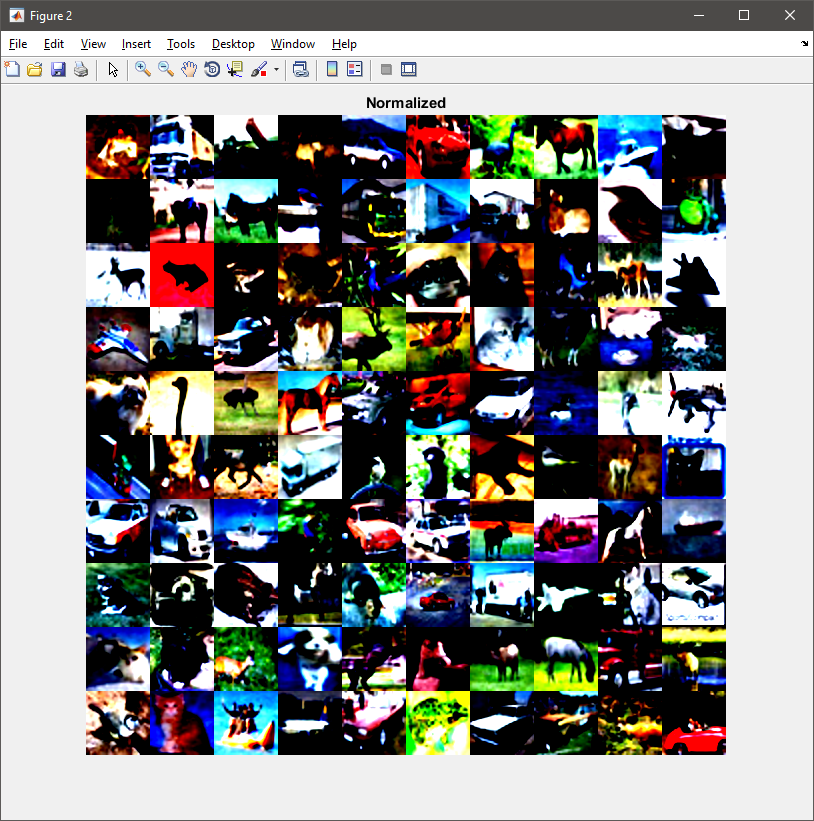 Figure 2
File Edit View Insert Tools Desktop Window Help
Normalized